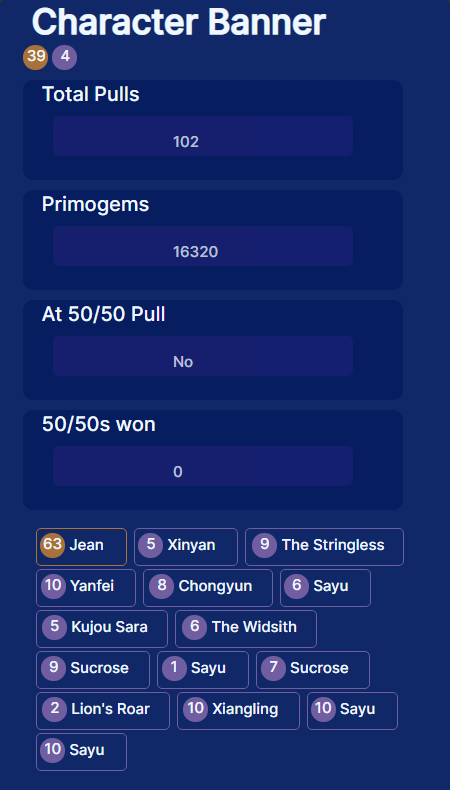 Character Banner
39 4
Total Pulls
102
Primogems
16320
At 50/50 Pull
No
50/50s won
0
63 Jean 5 Xinyan 9 The Stringless
10 Yanfei 8 Chongyun 6 Sayu
5 Kujou Sara 6 The Widsith
9 Sucrose 1 Sayu 7 Sucrose
2 Lion's Roar 10 Xiangling 10 Sayu
10 Sayu